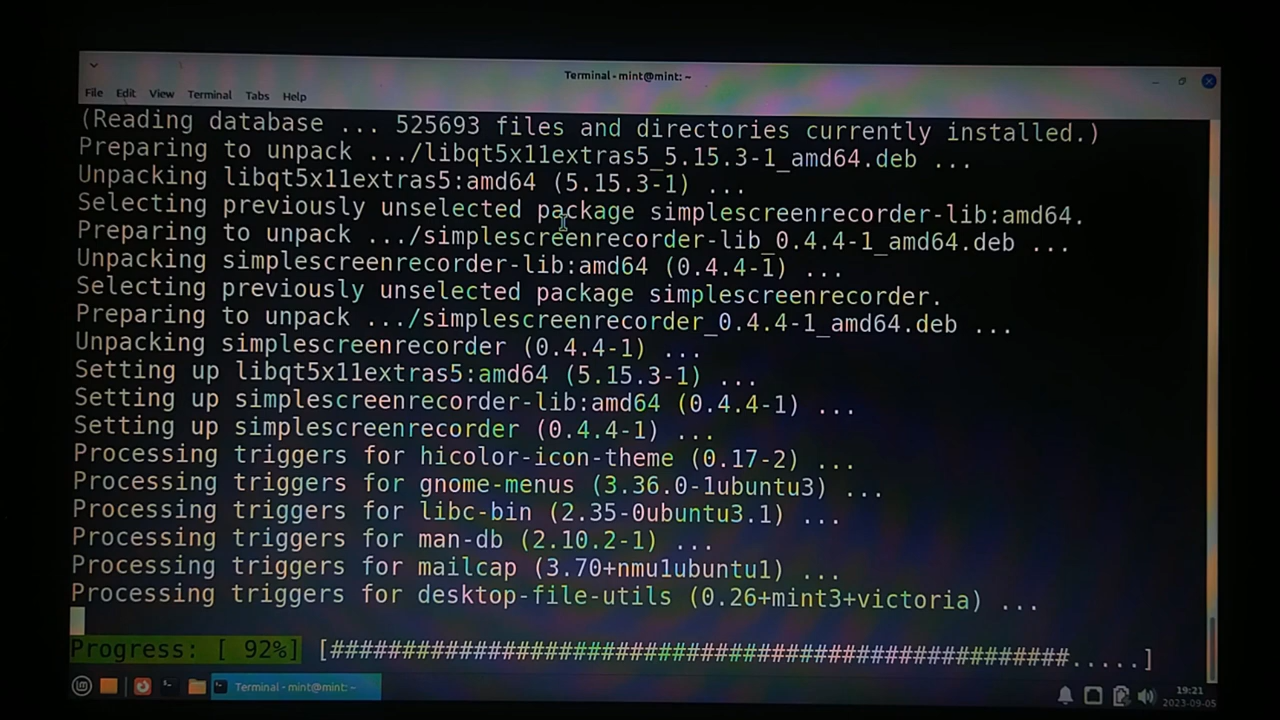 Terminal - mint@mint: ~
File Edit View Terminal Tabs Help
(Reading database ... 525693 files and directories currently installed.)
Preparing to unpack .../libqt5x11extras5_5.15.3-1_amd64.deb ...
Unpacking libqt5x11extras5:amd64 (5.15.3-1) ...
Selecting previously unselected package simplescreenrecorder-lib:amd64.
Preparing to unpack .../simplescreenrecorder-lib_0.4.4-1_amd64.deb ...
Unpacking simplescreenrecorder-lib:amd64 (0.4.4-1) ...
Selecting previously unselected package simplescreenrecorder.
Preparing to unpack .../simplescreenrecorder_0.4.4-1_amd64.deb ...
Unpacking simplescreenrecorder (0.4.4-1) ...
Setting up libqt5x11extras5:amd64 (5.15.3-1) ...
Setting up simplescreenrecorder-lib:amd64 (0.4.4-1) ...
Setting up simplescreenrecorder (0.4.4-1) ...
Processing triggers for hicolor-icon-theme (0.17-2) ...
Processing triggers for gnome-menus (3.36.0-1ubuntu3) ...
Processing triggers for libc-bin (2.35-0ubuntu3.1) ...
Processing triggers for man-db (2.10.2-1) ...
Processing triggers for mailcap (3.70+nmu1ubuntu1) ...
Processing triggers for desktop-file-utils (0.26+mint3+victoria) ...
Progress: [ 92%] [###################################################.....]
Terminal - mint@mint: ~
19:21
2023-09-05